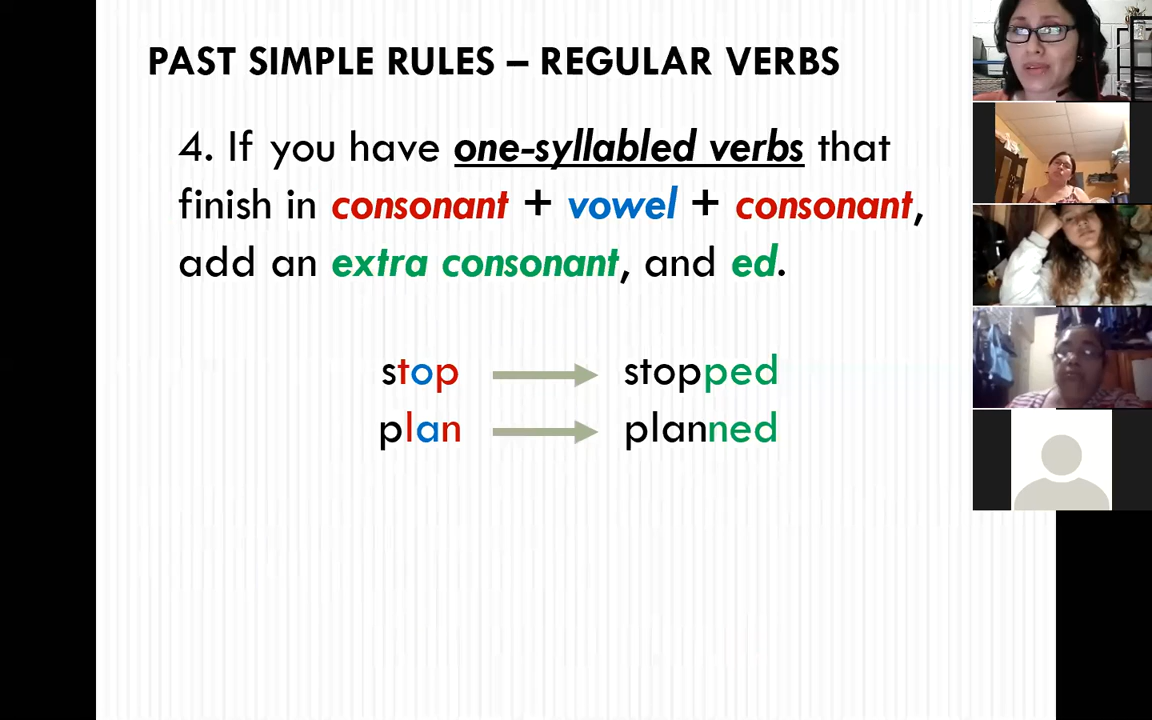 PAST SIMPLE RULES – REGULAR VERBS
4. If you have one-syllabled verbs that
finish in consonant + vowel + consonant,
add an extra consonant, and ed.
stop stopped
plan planned